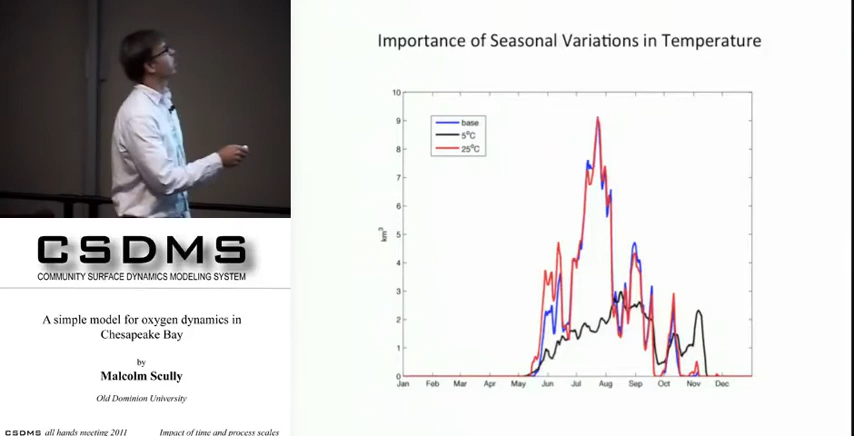 Importance of Seasonal Variations in Temperature
10
9
8
7
6
5
4
3
2
1
0
km³
base
5°C
25°C
Jan Feb Mar Apr May Jun Jul Aug Sep Oct Nov Dec
CSDMS
COMMUNITY SURFACE DYNAMICS MODELING SYSTEM
A simple model for oxygen dynamics in
Chesapeake Bay
by
Malcolm Scully
Old Dominion University
CSDMS all hands meeting 2011 Impact of time and process scales